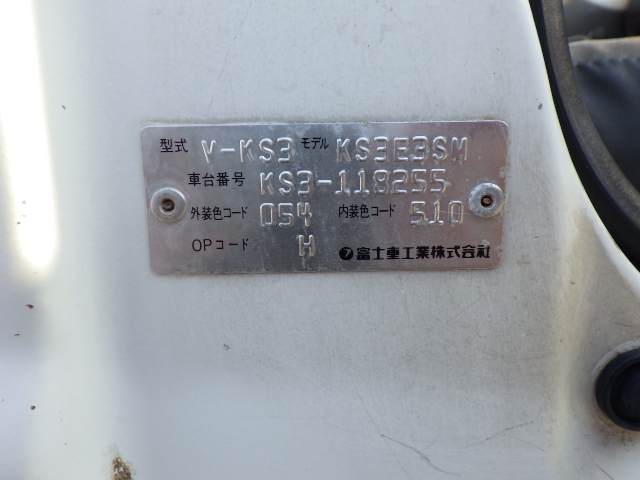 型式 V-KS3 モデル KS3E3SM
車台番号 KS3-118255
外装色コード 054 内装色コード 510
OPコード H ㋫富士重工業株式会社